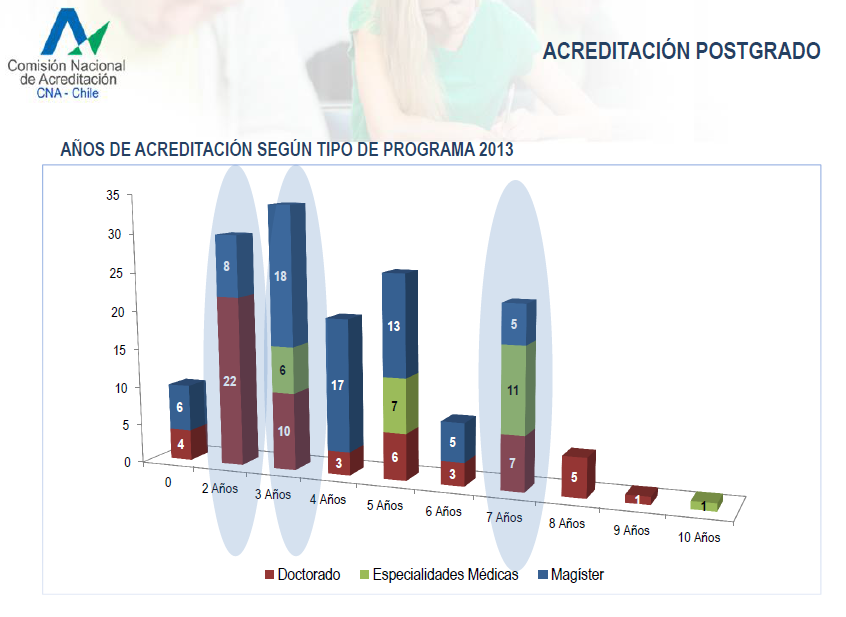 Comisión Nacional
de Acreditación
CNA - Chile
ACREDITACIÓN POSTGRADO
AÑOS DE ACREDITACIÓN SEGÚN TIPO DE PROGRAMA 2013
35
30
25
20
15
10
5
0
6
4
8
22
18
6
10
17
3
13
7
6
5
3
5
11
7
5
1
1
0
2 Años
3 Años
4 Años
5 Años
6 Años
7 Años
8 Años
9 Años
10 Años
Doctorado Especialidades Médicas Magíster